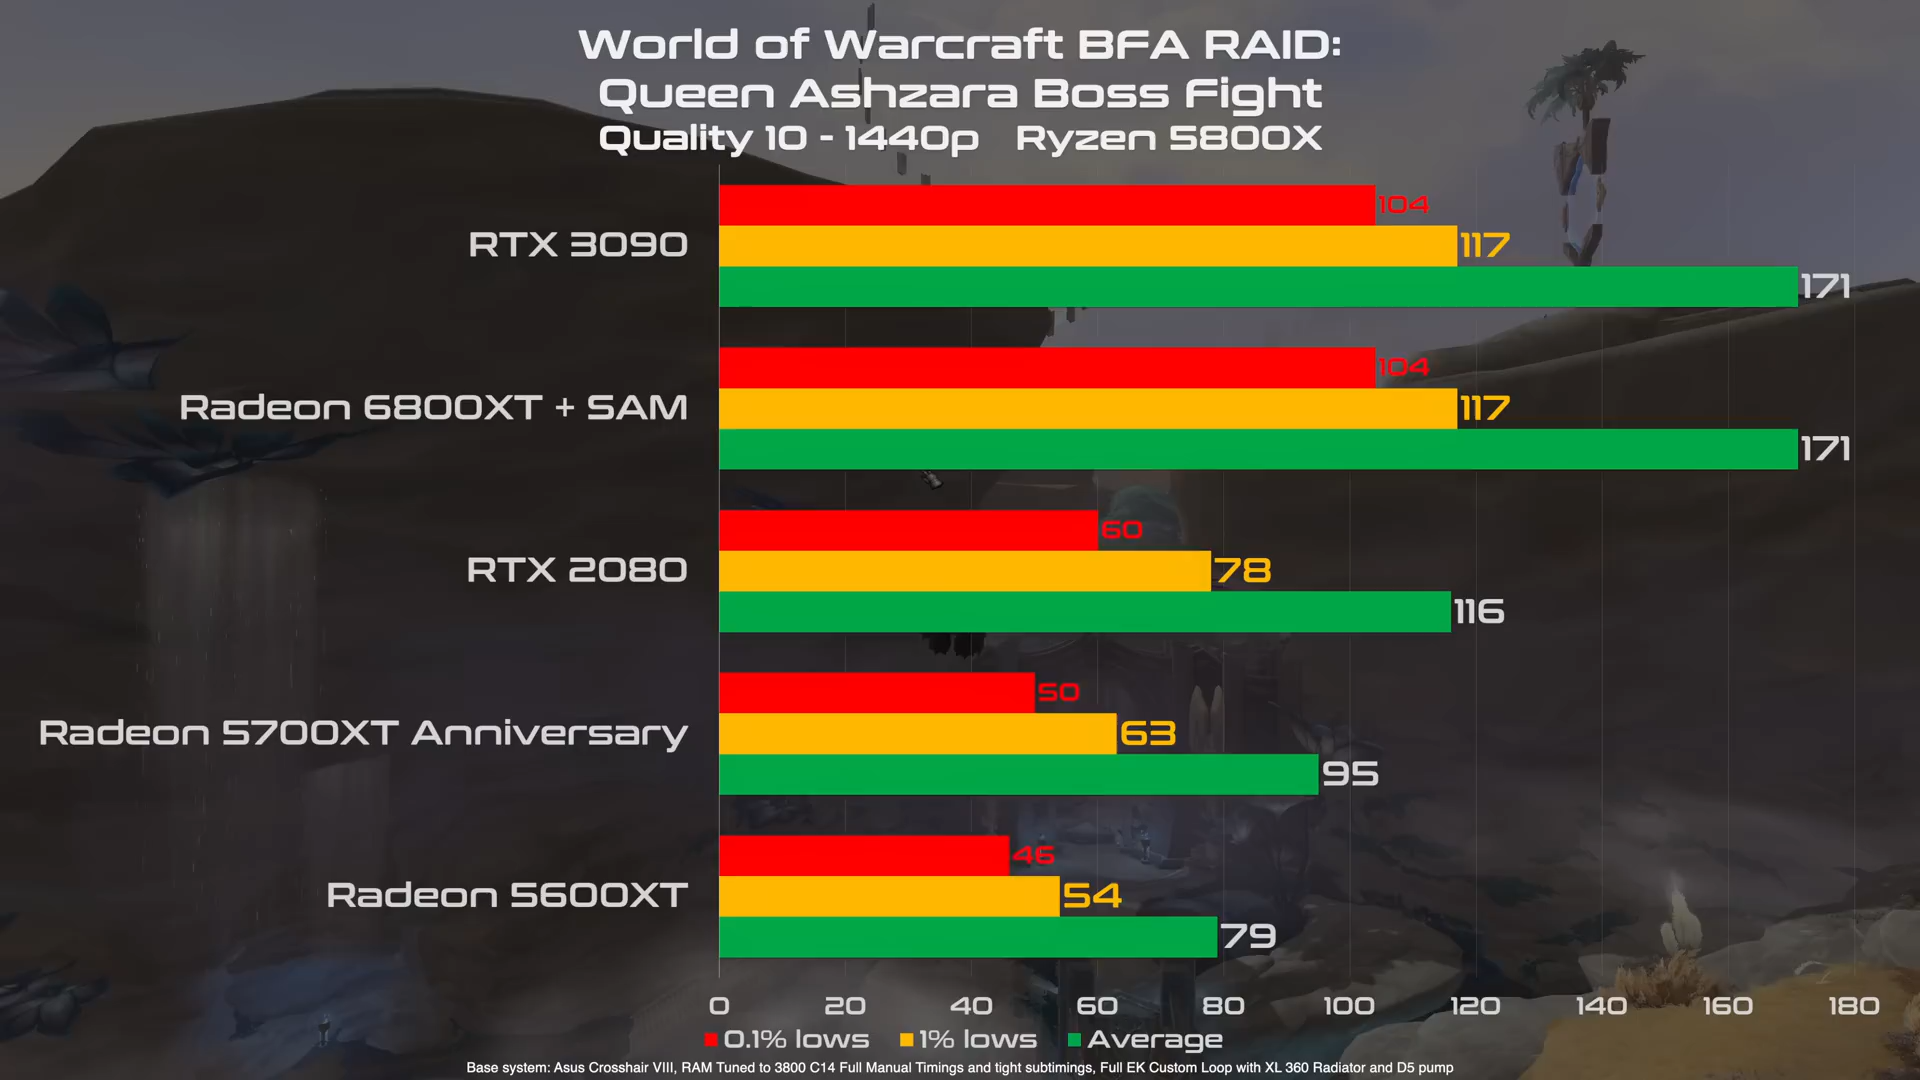 World of Warcraft BFA RAID:
Queen Ashzara Boss Fight
Quality 10 - 1440p Ryzen 5800X
104
RTX 3090 117
171
104
Radeon 6800XT + SAM 117
171
60
RTX 2080 78
116
50
Radeon 5700XT Anniversary 63
95
46
Radeon 5600XT 54
79
0 20 40 60 80 100 120 140 160 180
0.1% lows 1% lows Average
Base system: Asus Crosshair VIII, RAM Tuned to 3800 C14 Full Manual Timings and tight subtimings, Full EK Custom Loop with XL 360 Radiator and D5 pump